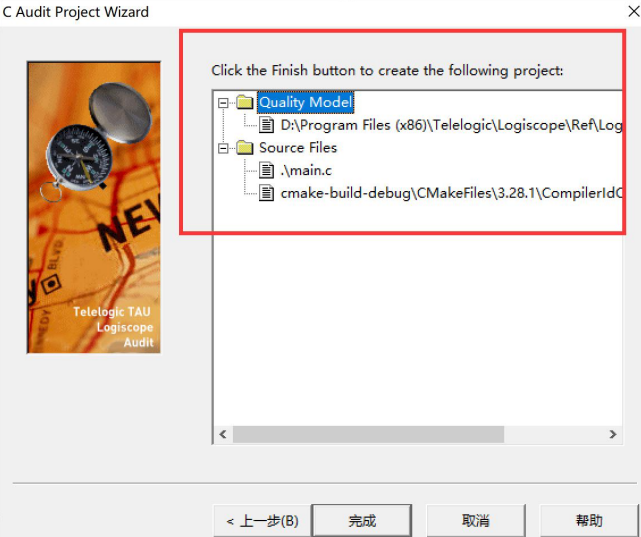 C Audit Project Wizard
Click the Finish button to create the following project:
Quality Model
D:\Program Files (x86)\Telelogic\Logiscope\Ref\Log
Source Files
.\main.c
cmake-build-debug\CMakeFiles\3.28.1\CompilerIdC
NEW
BLVD.
Telelogic TAU
Logiscope
Audit
< 上一步(B)
完成
取消
帮助